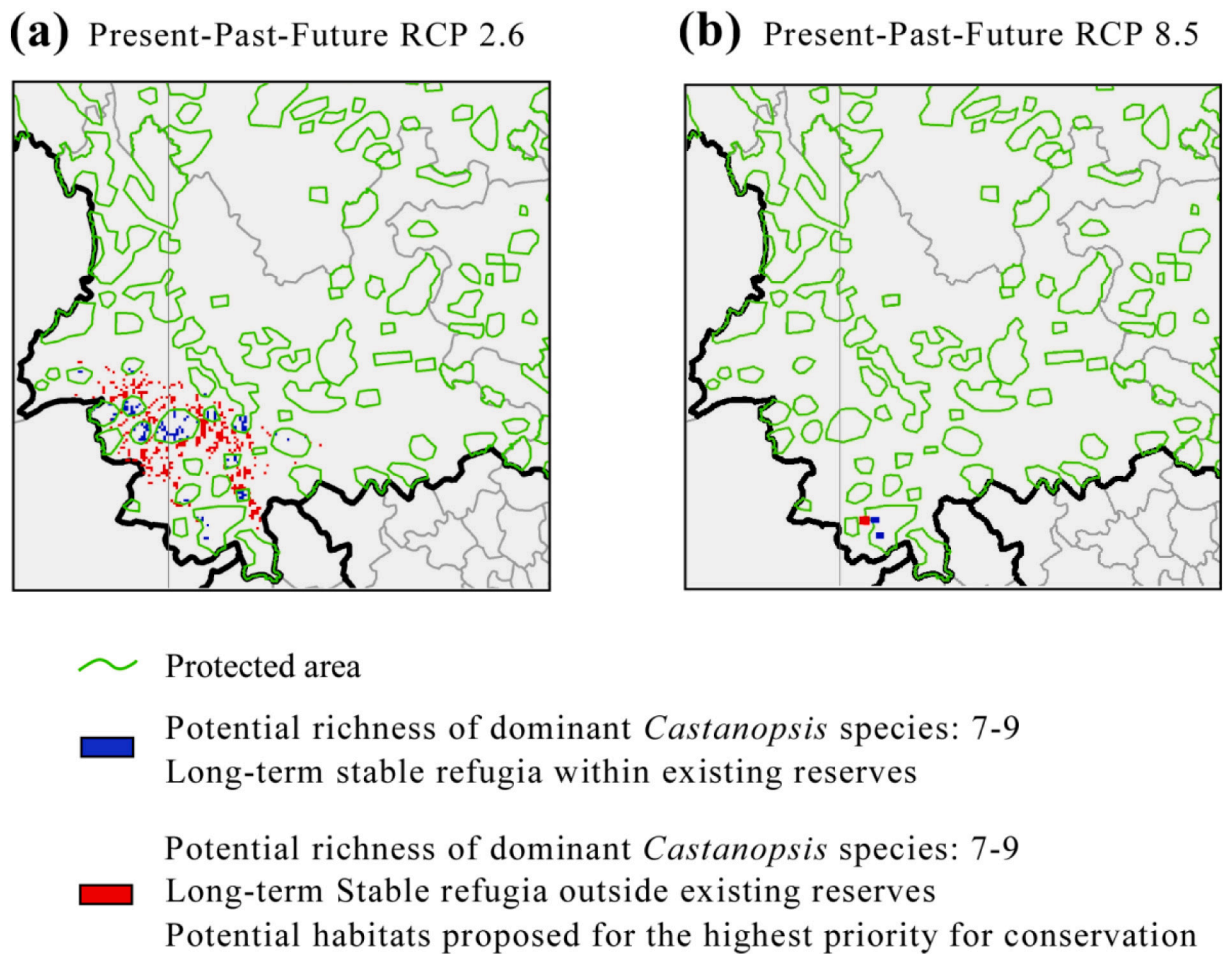 (a) Present-Past-Future RCP 2.6
(b) Present-Past-Future RCP 8.5
Protected area
Potential richness of dominant Castanopsis species: 7-9
Long-term stable refugia within existing reserves
Potential richness of dominant Castanopsis species: 7-9
Long-term Stable refugia outside existing reserves
Potential habitats proposed for the highest priority for conservation